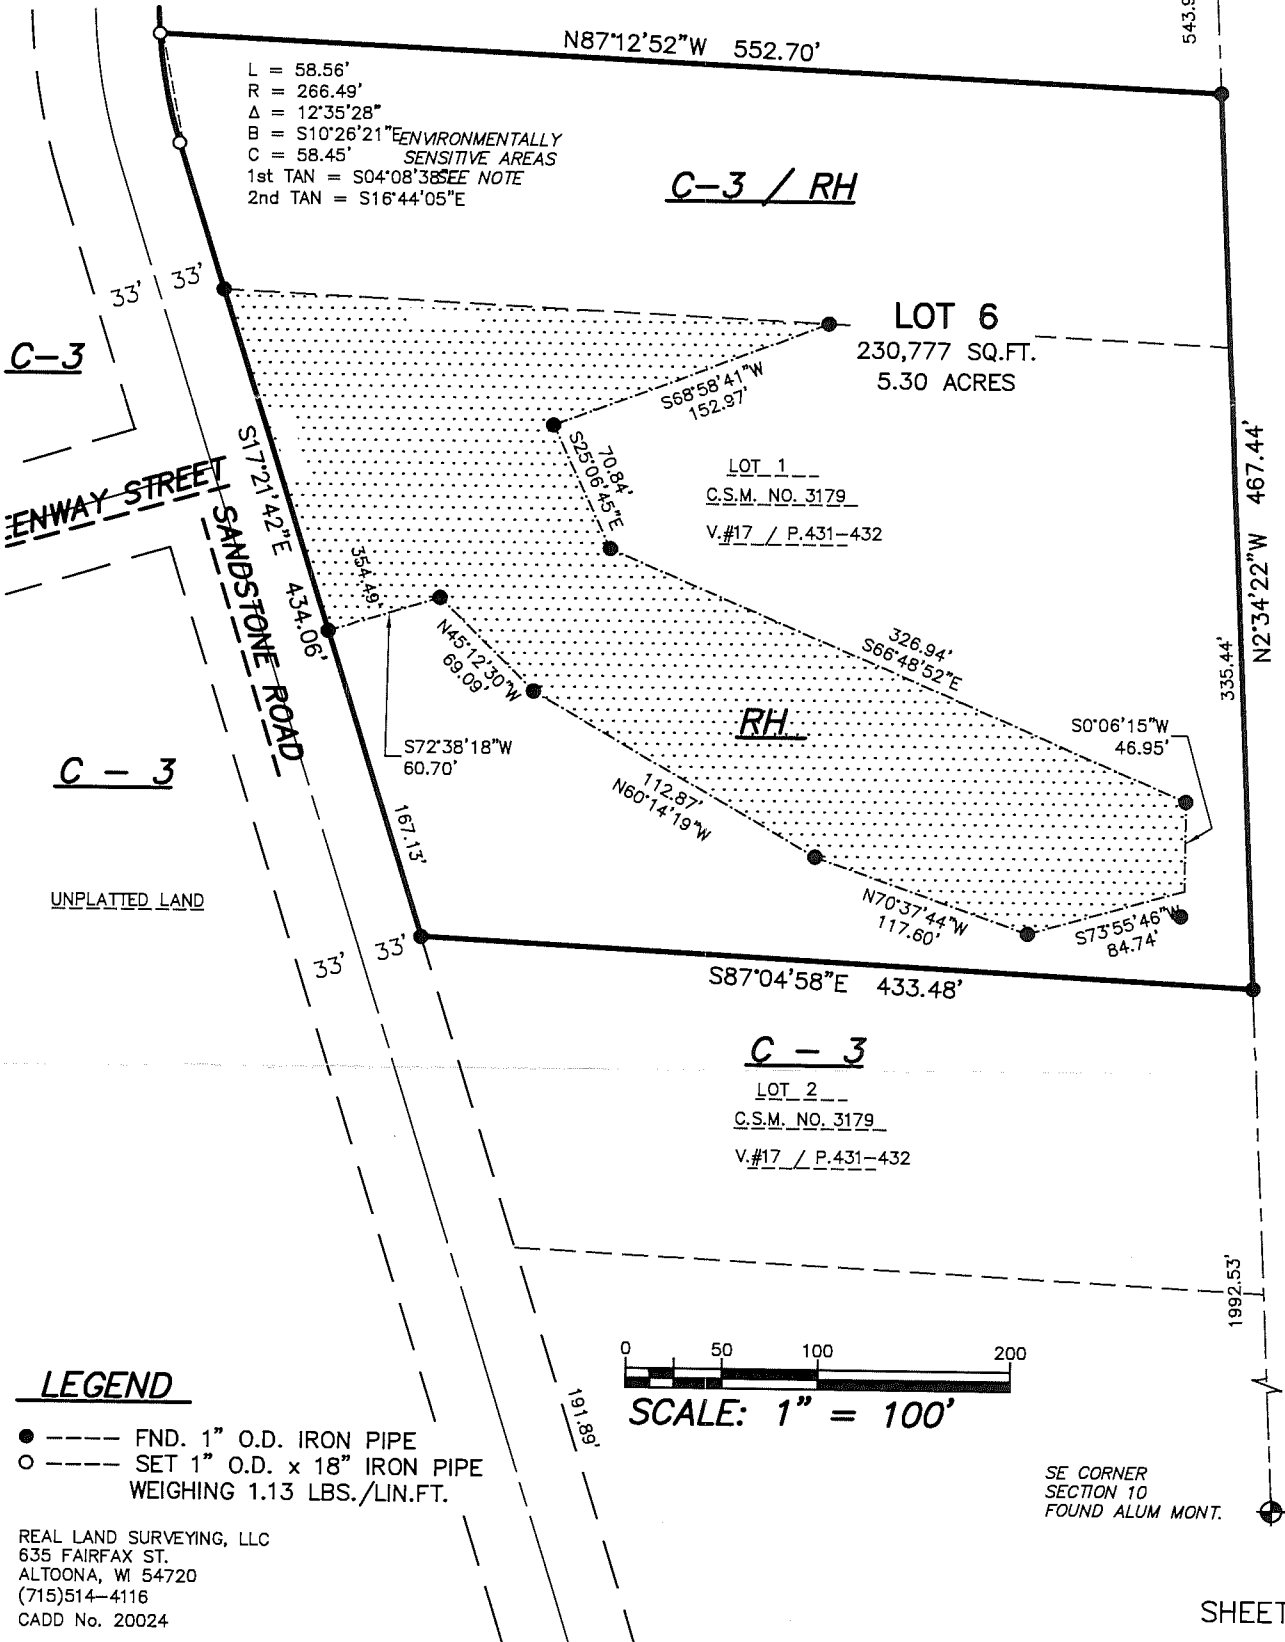 543.9
N87°12'52"W 552.70'
L = 58.56'
R = 266.49'
Δ = 12°35'28"
B = S10°26'21"E
C = 58.45'
1st TAN = S04°08'38
2nd TAN = S16°44'05"E
ENVIRONMENTALLY
SENSITIVE AREAS
SEE NOTE
C-3 / RH
33' 33'
LOT 6
230,777 SQ.FT.
5.30 ACRES
C-3
S68°58'41"W
152.97'
70.84'
S25°06'45"E
LOT 1
C.S.M. NO. 3179
V.#17 / P.431-432
S17°21'42"E 434.06'
ENWAY STREET
SANDSTONE ROAD
354.49'
N2°34'22"W 467.44'
335.44'
N45°12'30"W
69.09'
326.94'
S66°48'52"E
RH
S0°06'15"W
46.95'
S72°38'18"W
60.70'
C - 3
112.87'
N60°14'19"W
167.13'
UNPLATTED LAND
N70°37'44"W
117.60'
S73°55'46"W
84.74'
33' 33'
S87°04'58"E 433.48'
C - 3
LOT 2
C.S.M. NO. 3179
V.#17 / P.431-432
1992.53'
0 50 100 200
SCALE: 1" = 100'
191.89'
LEGEND
FND. 1" O.D. IRON PIPE
SET 1" O.D. x 18" IRON PIPE
WEIGHING 1.13 LBS./LIN.FT.
SE CORNER
SECTION 10
FOUND ALUM MONT.
REAL LAND SURVEYING, LLC
635 FAIRFAX ST.
ALTOONA, WI 54720
(715)514-4116
CADD No. 20024
SHEET